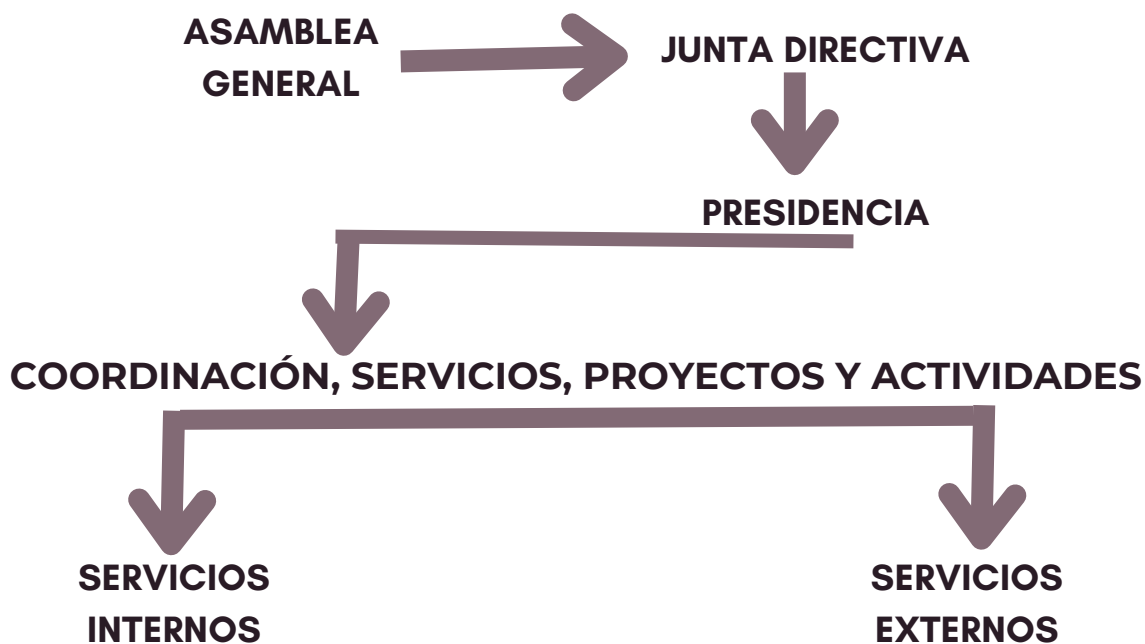 ASAMBLEA
GENERAL
JUNTA DIRECTIVA
PRESIDENCIA
COORDINACIÓN, SERVICIOS, PROYECTOS Y ACTIVIDADES
SERVICIOS
INTERNOS
SERVICIOS
EXTERNOS